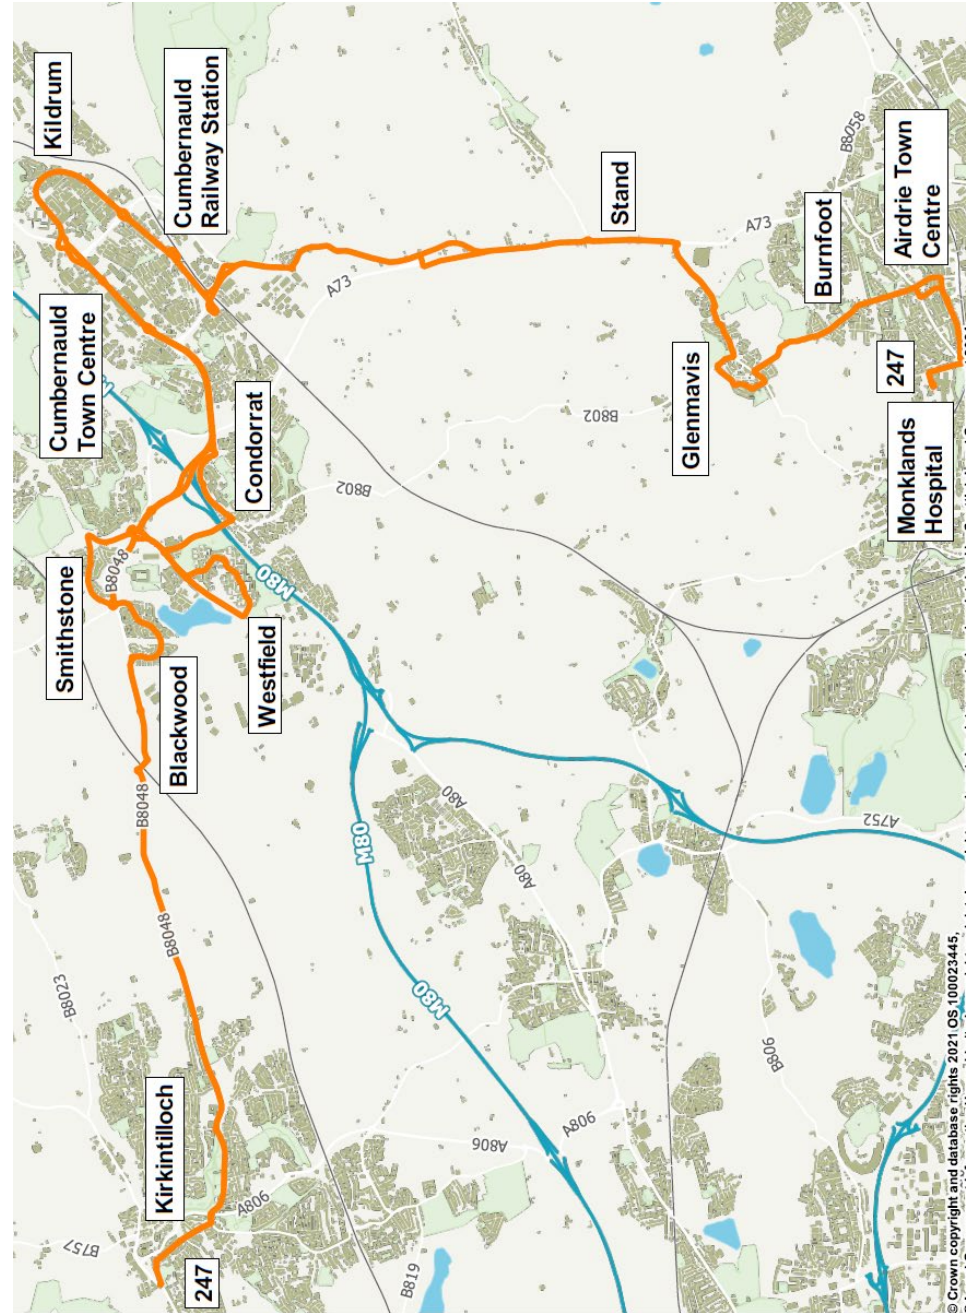 Kildrum
Cumbernauld
Railway Station
Cumbernauld
Town Centre
Condorrat
Smithstone
Blackwood
Westfield
Kirkintilloch
247
Stand
Glenmavis
Burnfoot
Airdrie Town
Centre
247
Monklands
Hospital
M80
M80
M80
A73
A73
B802
B802
B8048
B8048
B8048
B8023
B8058
A80
A80
A752
A806
A806
A806
B806
B757
B819
© Crown copyright and database rights 2021 OS 100023445,